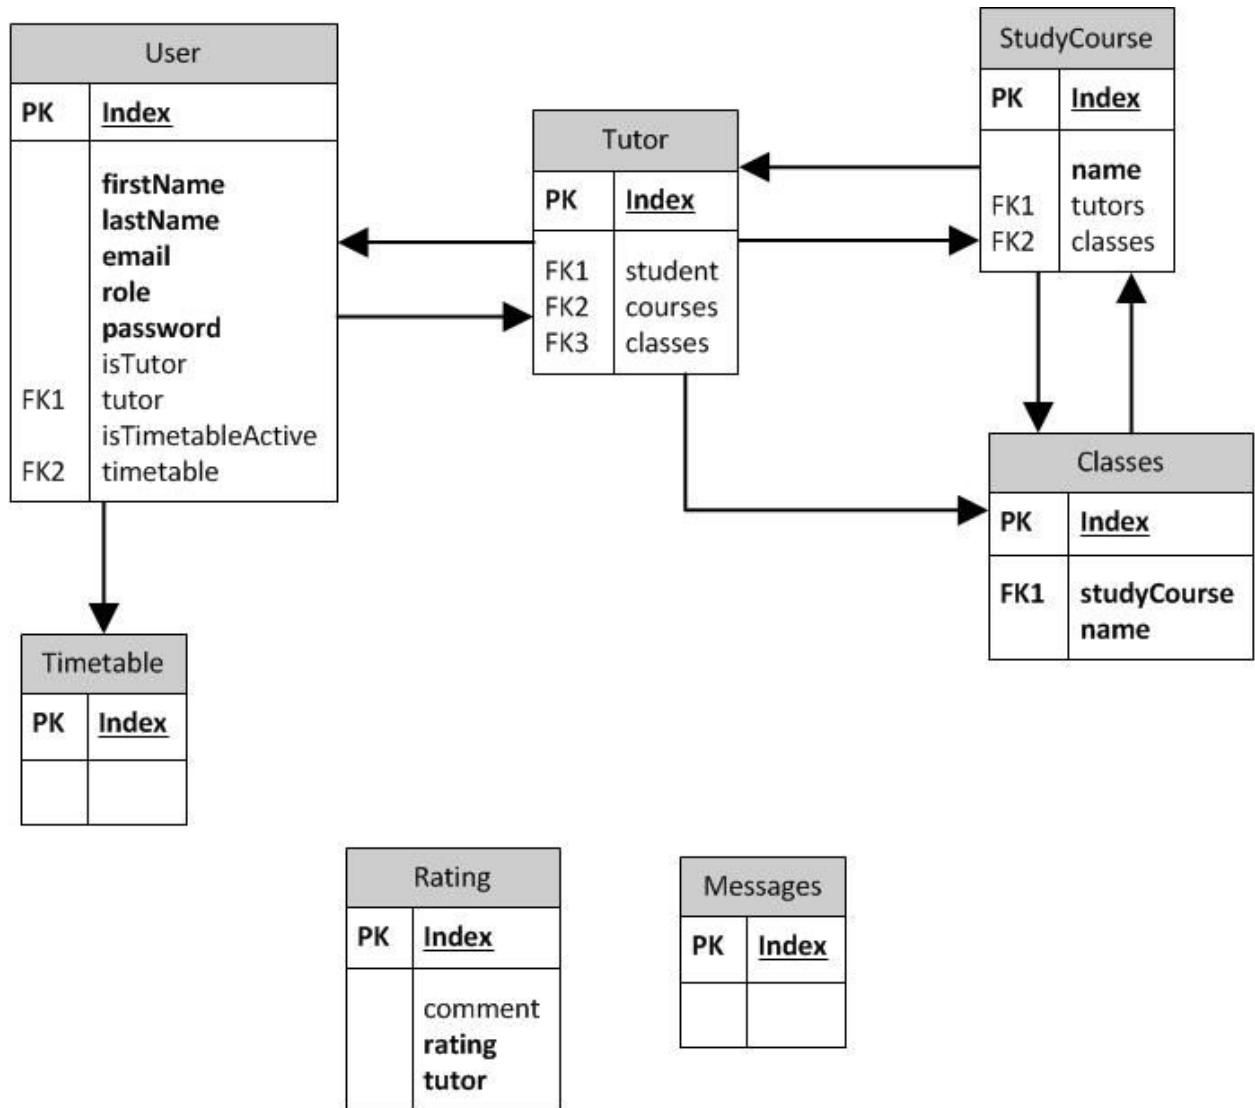 User
PK Index
firstName
lastName
email
role
password
isTutor
FK1 tutor
isTimetableActive
FK2 timetable
Tutor
PK Index
FK1 student
FK2 courses
FK3 classes
StudyCourse
PK Index
name
FK1 tutors
FK2 classes
Classes
PK Index
FK1 studyCourse
name
Timetable
PK Index
Rating
PK Index
comment
rating
tutor
Messages
PK Index